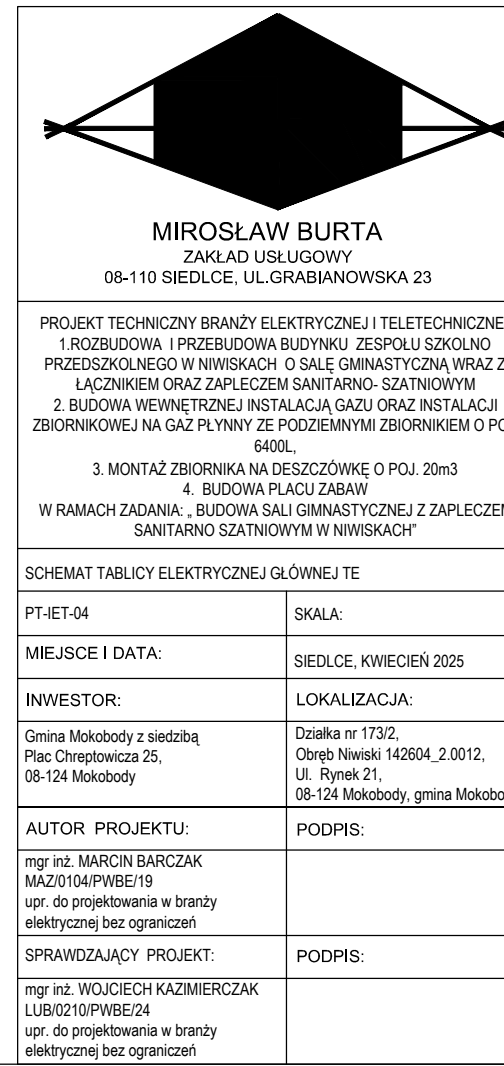 MIROSŁAW BURTA
ZAKŁAD USŁUGOWY
08-110 SIEDLCE, UL.GRABIANOWSKA 23
PROJEKT TECHNICZNY BRANŻY ELEKTRYCZNEJ I TELETECHNICZNE
1.ROZBUDOWA I PRZEBUDOWA BUDYNKU ZESPOŁU SZKOLNO
PRZEDSZKOLNEGO W NIWISKACH O SALĘ GMINASTYCZNĄ WRAZ Z
ŁĄCZNIKIEM ORAZ ZAPLECZEM SANITARNO- SZATNIOWYM
2. BUDOWA WEWNĘTRZNEJ INSTALACJĄ GAZU ORAZ INSTALACJI
ZBIORNIKOWEJ NA GAZ PŁYNNY ZE PODZIEMNYMI ZBIORNIKIEM O PO
6400L,
3. MONTAŻ ZBIORNIKA NA DESZCZÓWKĘ O POJ. 20m3
4. BUDOWA PLACU ZABAW
W RAMACH ZADANIA: „ BUDOWA SALI GIMNASTYCZNEJ Z ZAPLECZEM
SANITARNO SZATNIOWYM W NIWISKACH”
SCHEMAT TABLICY ELEKTRYCZNEJ GŁÓWNEJ TE
PT-IET-04
SKALA:
MIEJSCE I DATA:
SIEDLCE, KWIECIEŃ 2025
INWESTOR:
LOKALIZACJA:
Gmina Mokobody z siedzibą
Plac Chreptowicza 25,
08-124 Mokobody
Działka nr 173/2,
Obręb Niwiski 142604_2.0012,
Ul. Rynek 21,
08-124 Mokobody, gmina Mokobo
AUTOR PROJEKTU:
PODPIS:
mgr inż. MARCIN BARCZAK
MAZ/0104/PWBE/19
upr. do projektowania w branży
elektrycznej bez ograniczeń
SPRAWDZAJĄCY PROJEKT:
PODPIS:
mgr inż. WOJCIECH KAZIMIERCZAK
LUB/0210/PWBE/24
upr. do projektowania w branży
elektrycznej bez ograniczeń